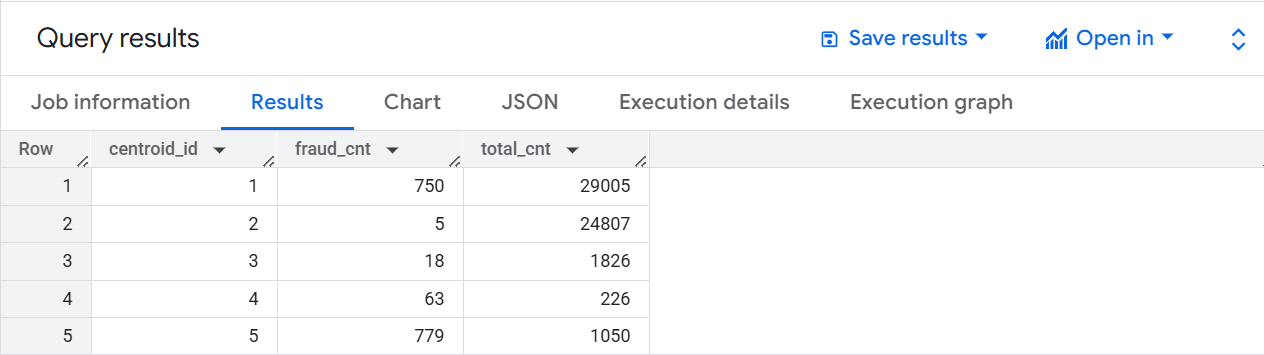 Query results Save results Open in
Job information Results Chart JSON Execution details Execution graph
Row centroid_id fraud_cnt total_cnt
1 1 750 29005
2 2 5 24807
3 3 18 1826
4 4 63 226
5 5 779 1050